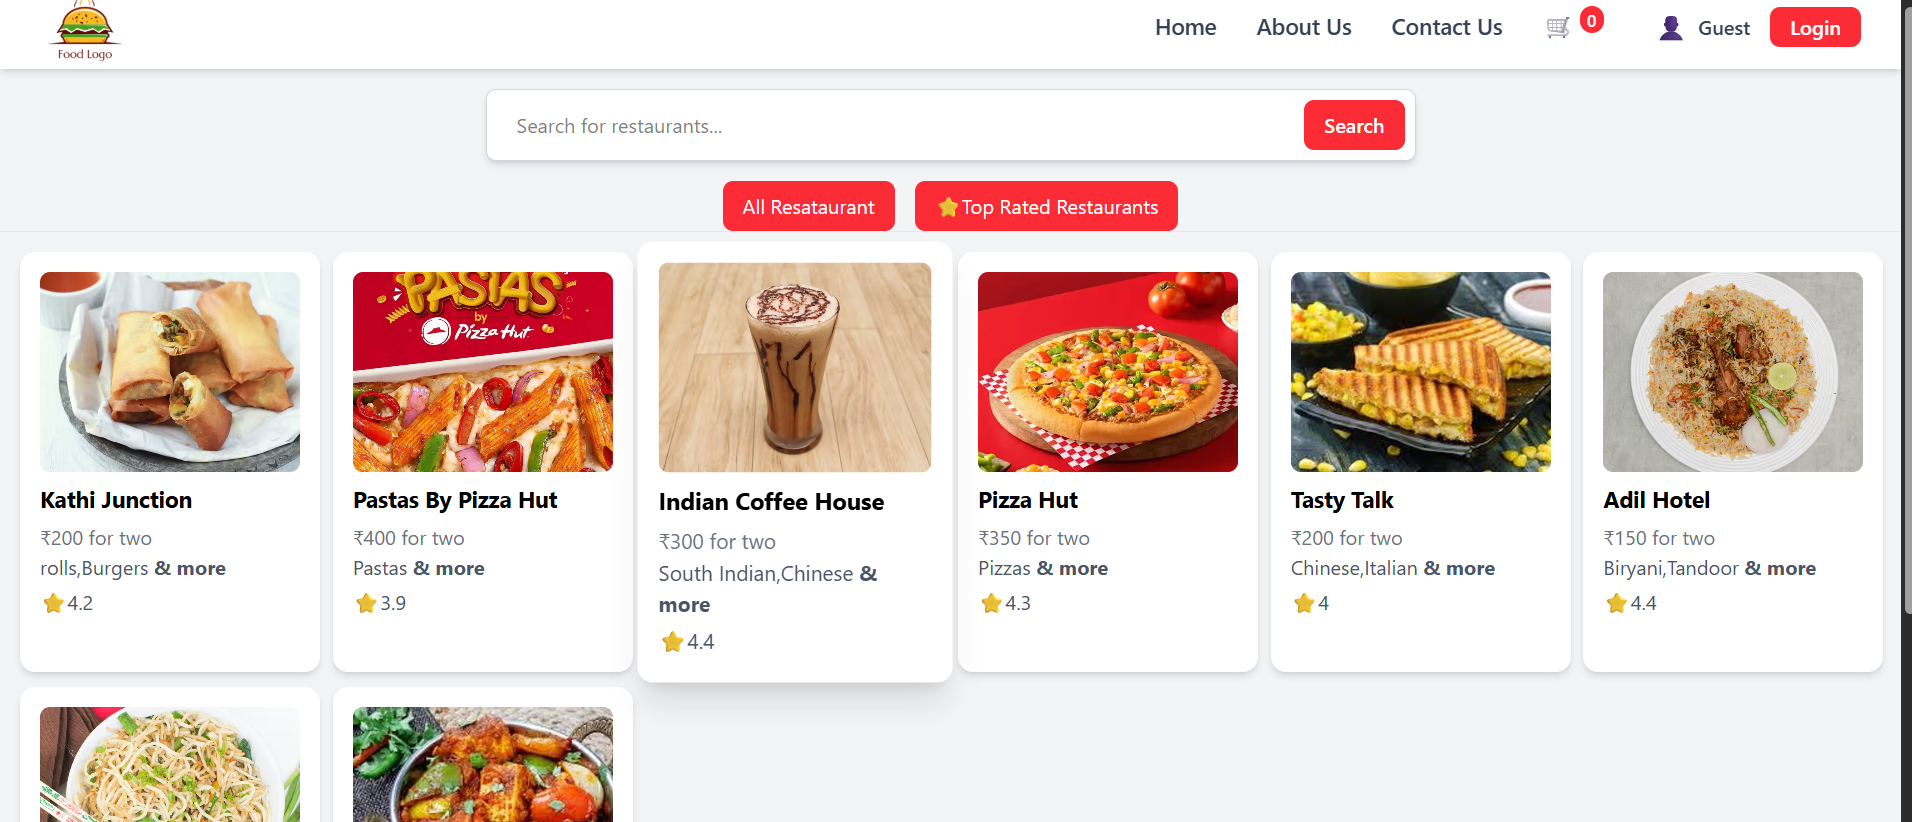 Food Logo
Home
About Us
Contact Us
0
Guest
Login
Search for restaurants...
Search
All Resataurant
Top Rated Restaurants
PASTAS
by
Pizza Hut
Kathi Junction
₹200 for two
rolls,Burgers & more
4.2
Pastas By Pizza Hut
₹400 for two
Pastas & more
3.9
Indian Coffee House
₹300 for two
South Indian,Chinese &
more
4.4
Pizza Hut
₹350 for two
Pizzas & more
4.3
Tasty Talk
₹200 for two
Chinese,Italian & more
4
Adil Hotel
₹150 for two
Biryani,Tandoor & more
4.4